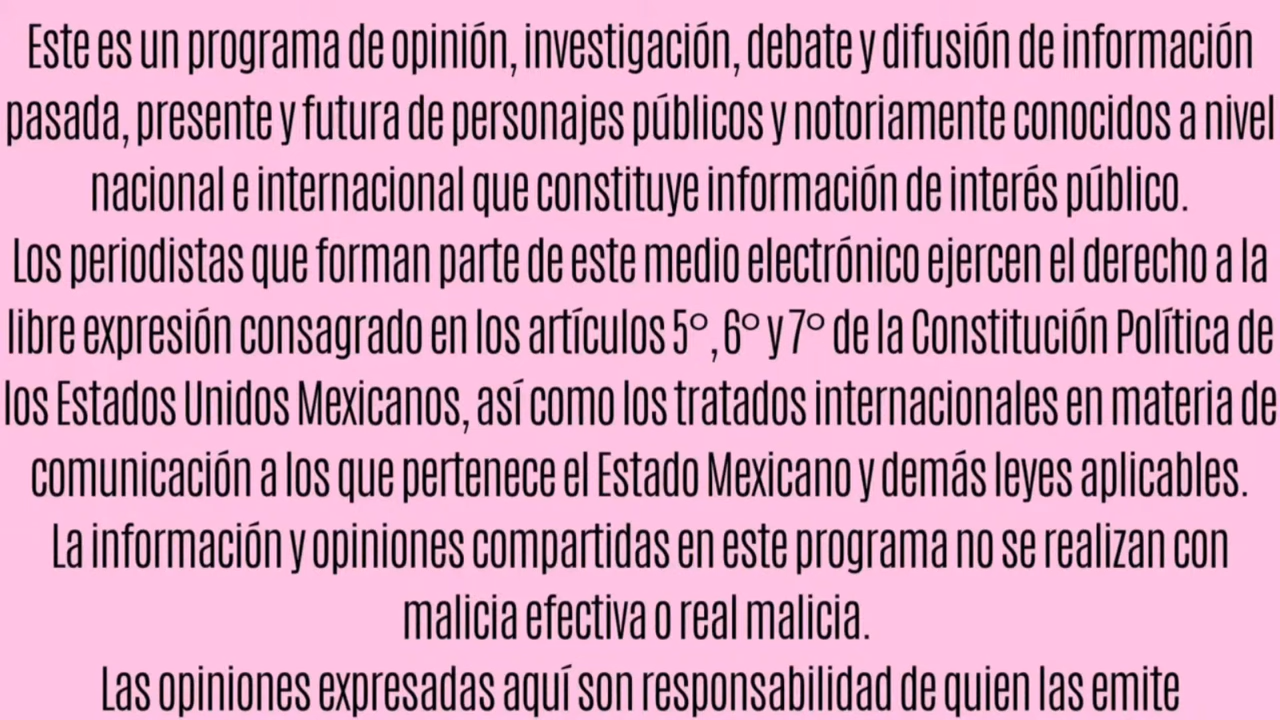 Este es un programa de opinión, investigación, debate y difusión de información
pasada, presente y futura de personajes públicos y notoriamente conocidos a nivel
nacional e internacional que constituye información de interés público.
Los periodistas que forman parte de este medio electrónico ejercen el derecho a la
libre expresión consagrado en los artículos 5º, 6º y 7º de la Constitución Política de
los Estados Unidos Mexicanos, así como los tratados internacionales en materia de
comunicación a los que pertenece el Estado Mexicano y demás leyes aplicables.
La información y opiniones compartidas en este programa no se realizan con
malicia efectiva o real malicia.
Las opiniones expresadas aquí son responsabilidad de quien las emite